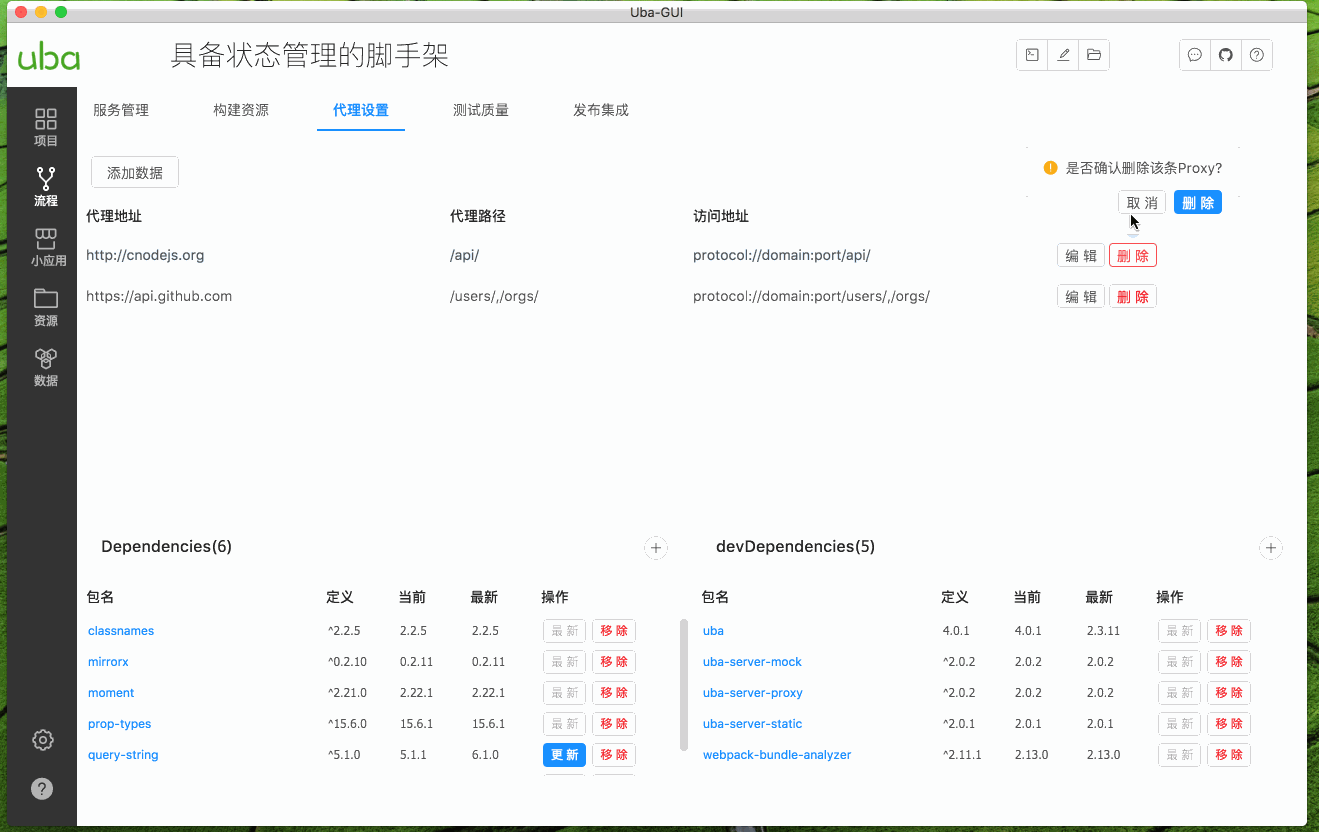 Uba-GUI
uba
具备状态管理的脚手架
项目
流程
小应用
资源
数据
服务管理 构建资源 代理设置 测试质量 发布集成
添加数据
是否确认删除该条Proxy?
取 消 删 除
代理地址 代理路径 访问地址
http://cnodejs.org /api/ protocol://domain:port/api/ 编 辑 删 除
https://api.github.com /users/,/orgs/ protocol://domain:port/users/,/orgs/ 编 辑 删 除
Dependencies(6)
包名 定义 当前 最新 操作
classnames ^2.2.5 2.2.5 2.2.5 最 新 移 除
mirrorx ^0.2.10 0.2.11 0.2.11 最 新 移 除
moment ^2.21.0 2.22.1 2.22.1 最 新 移 除
prop-types ^15.6.0 15.6.1 15.6.1 最 新 移 除
query-string ^5.1.0 5.1.1 6.1.0 更 新 移 除
devDependencies(5)
包名 定义 当前 最新 操作
uba 4.0.1 4.0.1 2.3.11 最 新 移 除
uba-server-mock ^2.0.2 2.0.2 2.0.2 最 新 移 除
uba-server-proxy ^2.0.2 2.0.2 2.0.2 最 新 移 除
uba-server-static ^2.0.1 2.0.1 2.0.1 最 新 移 除
webpack-bundle-analyzer ^2.11.1 2.13.0 2.13.0 最 新 移 除